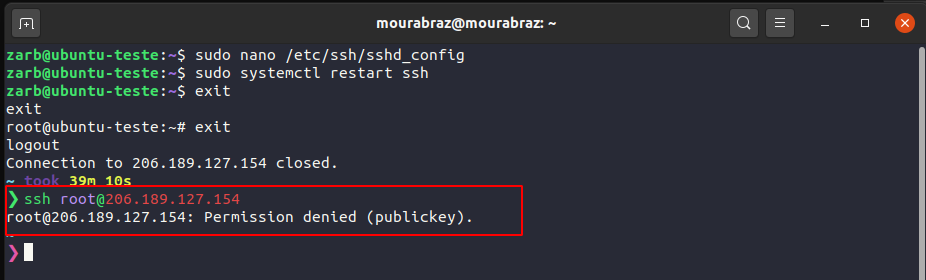 mourabraz@mourabraz: ~
zarb@ubuntu-teste:~$ sudo nano /etc/ssh/sshd_config
zarb@ubuntu-teste:~$ sudo systemctl restart ssh
zarb@ubuntu-teste:~$ exit
exit
root@ubuntu-teste:~# exit
logout
Connection to 206.189.127.154 closed.
~ took 39m 10s
❯ ssh root@206.189.127.154
root@206.189.127.154: Permission denied (publickey).
~
❯